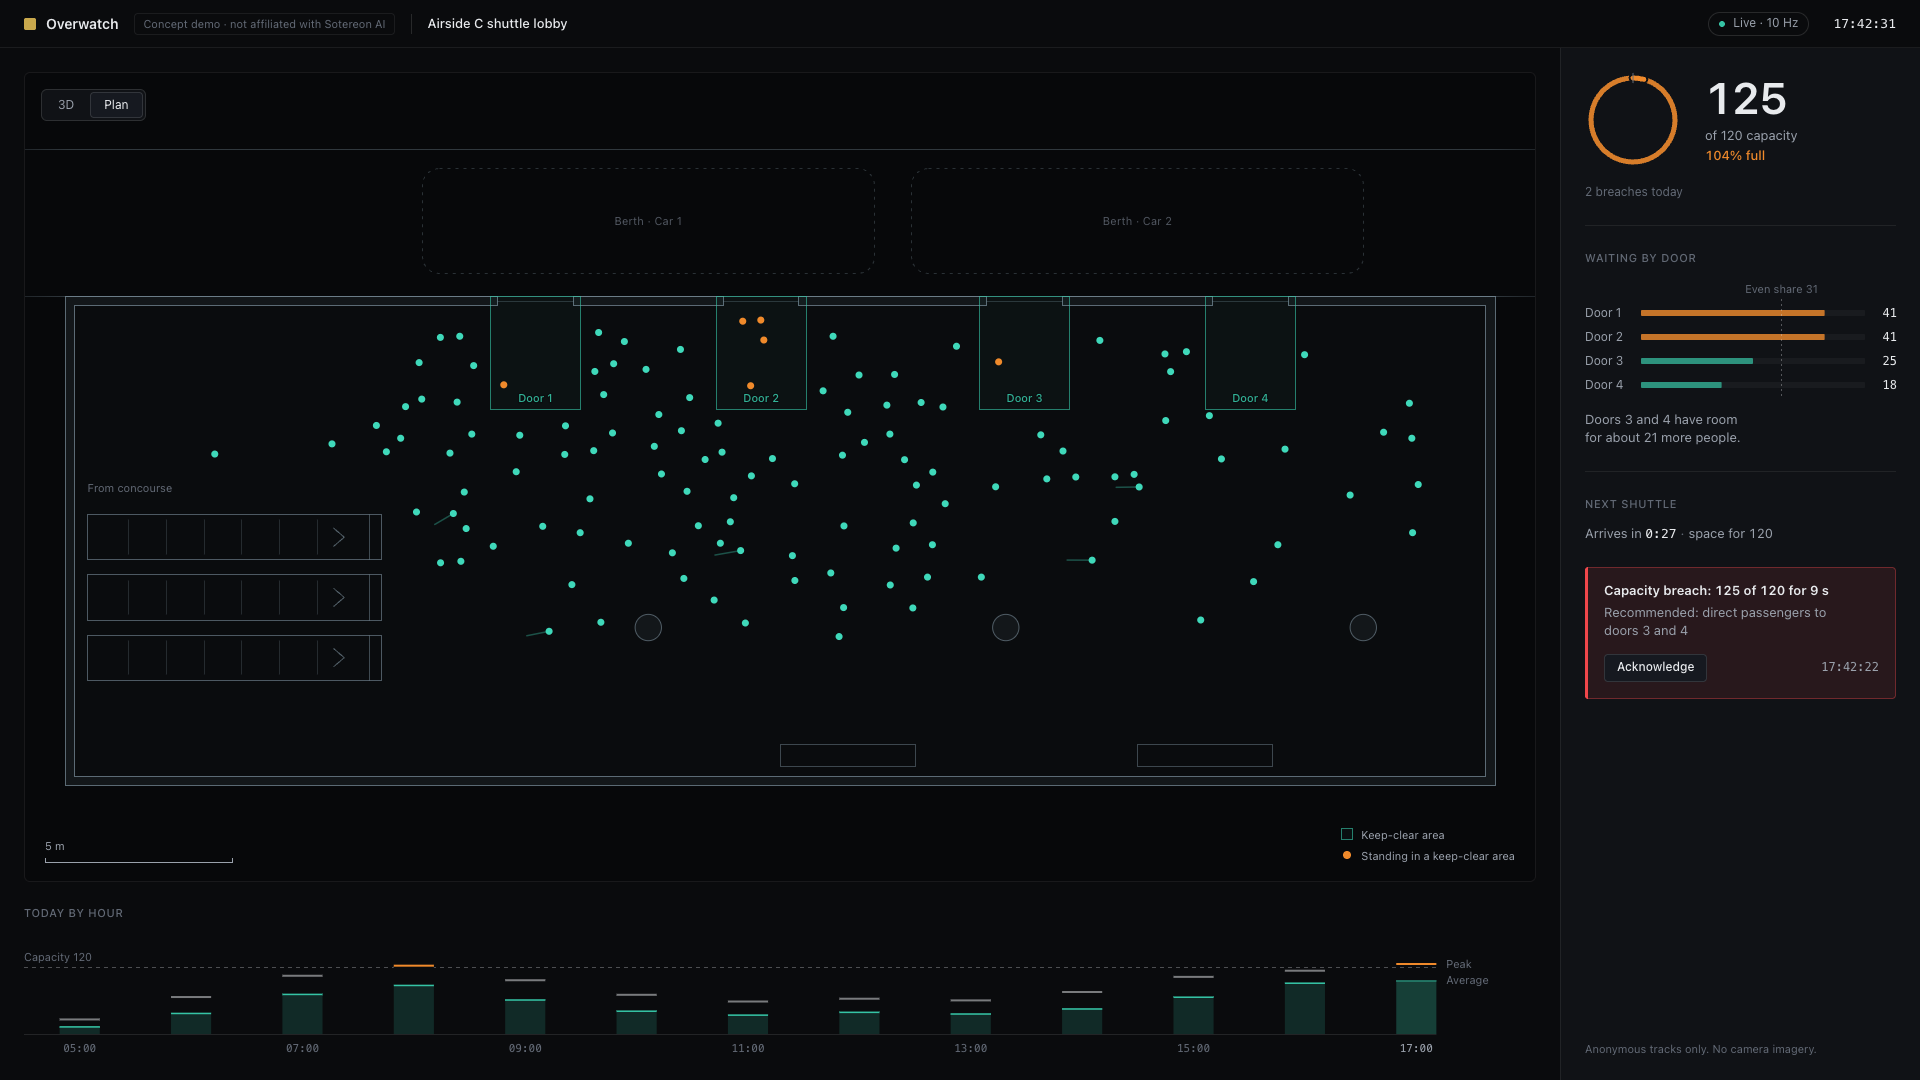 Overwatch
Concept demo · not affiliated with Sotereon AI
Airside C shuttle lobby
Live · 10 Hz
17:42:31
3D
Plan
Berth · Car 1
Berth · Car 2
Door 1
Door 2
Door 3
Door 4
From concourse
5 m
Keep-clear area
Standing in a keep-clear area
TODAY BY HOUR
Capacity 120
Peak
Average
05:00
07:00
09:00
11:00
13:00
15:00
17:00
125
of 120 capacity
104% full
2 breaches today
WAITING BY DOOR
Even share 31
Door 1 41
Door 2 41
Door 3 25
Door 4 18
Doors 3 and 4 have room
for about 21 more people.
NEXT SHUTTLE
Arrives in 0:27 · space for 120
Capacity breach: 125 of 120 for 9 s
Recommended: direct passengers to
doors 3 and 4
Acknowledge
17:42:22
Anonymous tracks only. No camera imagery.